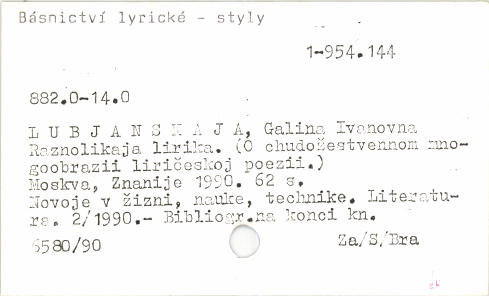 Básnictví lyrické - styly
1-954.144
882.0-14.0
L U B J A N S K A J A, Galina Ivanovna
Raznolikaja lirika. (O chudožestvennom mno-
goobrazii liričeskoj poezii.)
Moskva, Znanije 1990. 62 s.
Novoje v žizni, nauke, technike. Literatu-
ra. 2/1990.- Bibliogr.na konci kn.
6580/90 Za/S/Bra